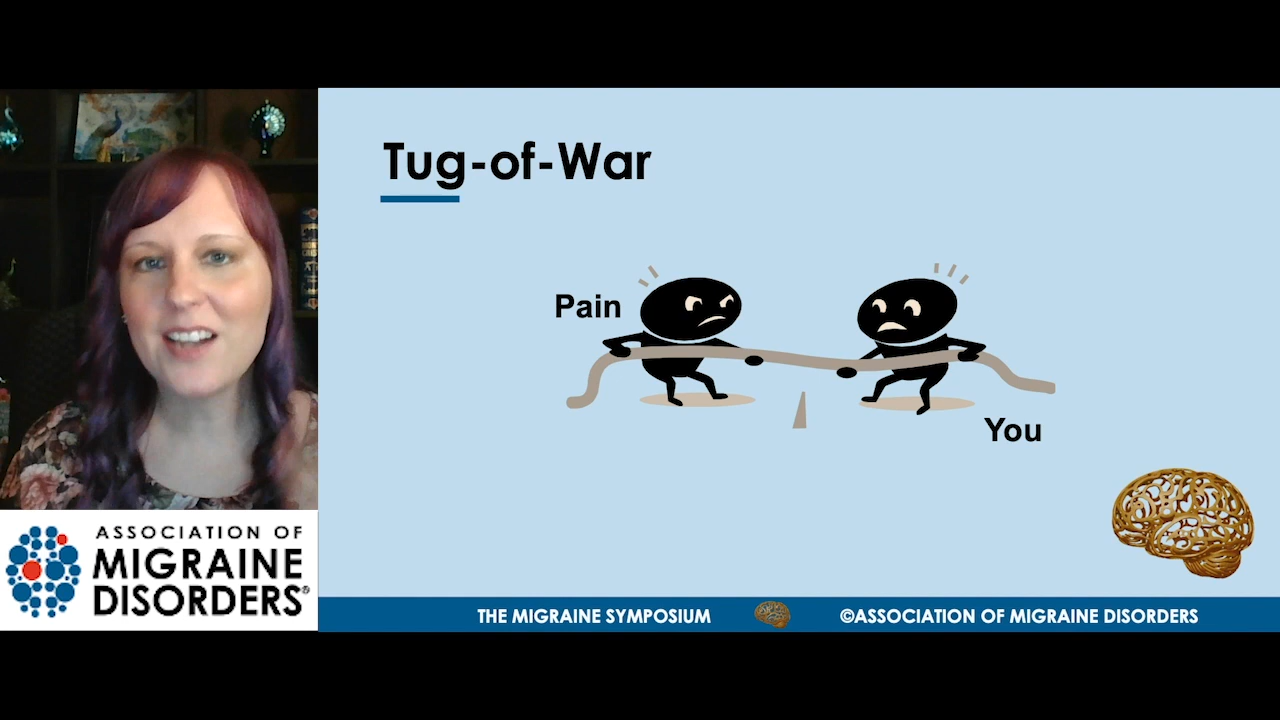 Tug-of-War
Pain
You
ASSOCIATION OF
MIGRAINE
DISORDERS®
THE MIGRAINE SYMPOSIUM
©ASSOCIATION OF MIGRAINE DISORDERS